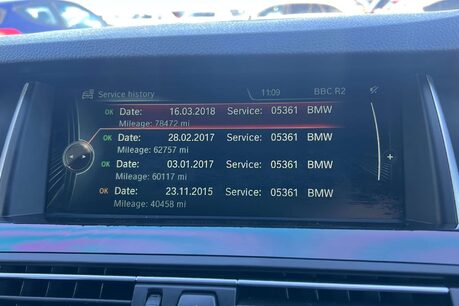 Service history 11:09 BBC R2
OK Date: 16.03.2018 Service: 05361 BMW
Mileage: 78472 mi
OK Date: 28.02.2017 Service: 05361 BMW
Mileage: 62757 mi
OK Date: 03.01.2017 Service: 05361 BMW
Mileage: 60117 mi
OK Date: 23.11.2015 Service: 05361 BMW
Mileage: 40458 mi